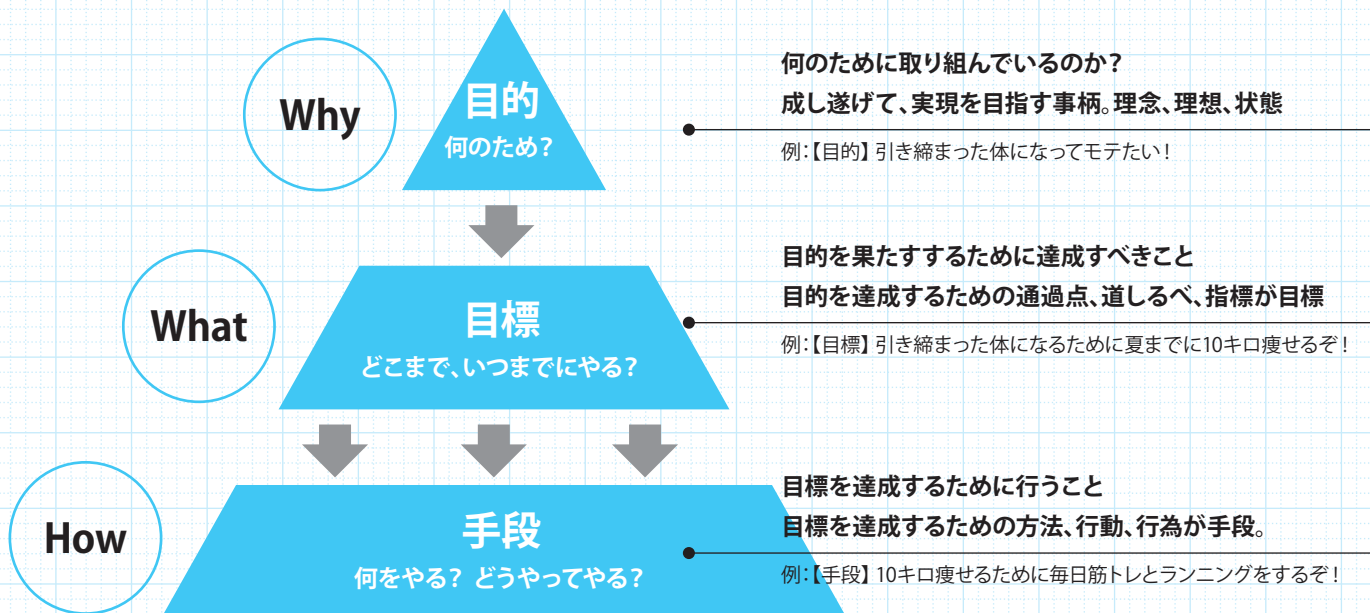 Why
目的
何のため？
何のために取り組んでいるのか？
成し遂げて、実現を目指す事柄。理念、理想、状態
例：【目的】引き締まった体になってモテたい！
What
目標
どこまで、いつまでにやる？
目的を果たすするために達成すべきこと
目的を達成するための通過点、道しるべ、指標が目標
例：【目標】引き締まった体になるために夏までに10キロ痩せるぞ！
How
手段
何をやる？ どうやってやる？
目標を達成するために行うこと
目標を達成するための方法、行動、行為が手段。
例：【手段】10キロ痩せるために毎日筋トレとランニングをするぞ！